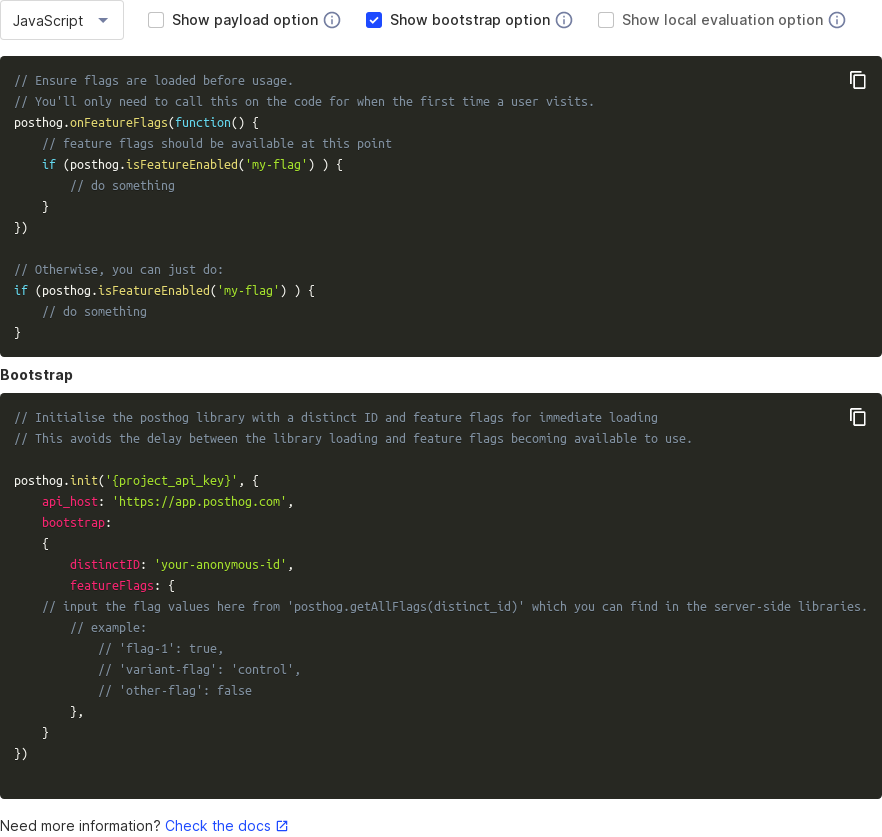 JavaScript Show payload option Show bootstrap option Show local evaluation option
// Ensure flags are loaded before usage.
// You'll only need to call this on the code for when the first time a user visits.
posthog.onFeatureFlags(function() {
    // feature flags should be available at this point
    if (posthog.isFeatureEnabled('my-flag') ) {
        // do something
    }
})

// Otherwise, you can just do:
if (posthog.isFeatureEnabled('my-flag') ) {
    // do something
}
Bootstrap
// Initialise the posthog library with a distinct ID and feature flags for immediate loading
// This avoids the delay between the library loading and feature flags becoming available to use.

posthog.init('{project_api_key}', {
    api_host: 'https://app.posthog.com',
    bootstrap:
    {
        distinctID: 'your-anonymous-id',
        featureFlags: {
    // input the flag values here from 'posthog.getAllFlags(distinct_id)' which you can find in the server-side libraries.
        // example:
            // 'flag-1': true,
            // 'variant-flag': 'control',
            // 'other-flag': false
        },
    }
})
Need more information? Check the docs